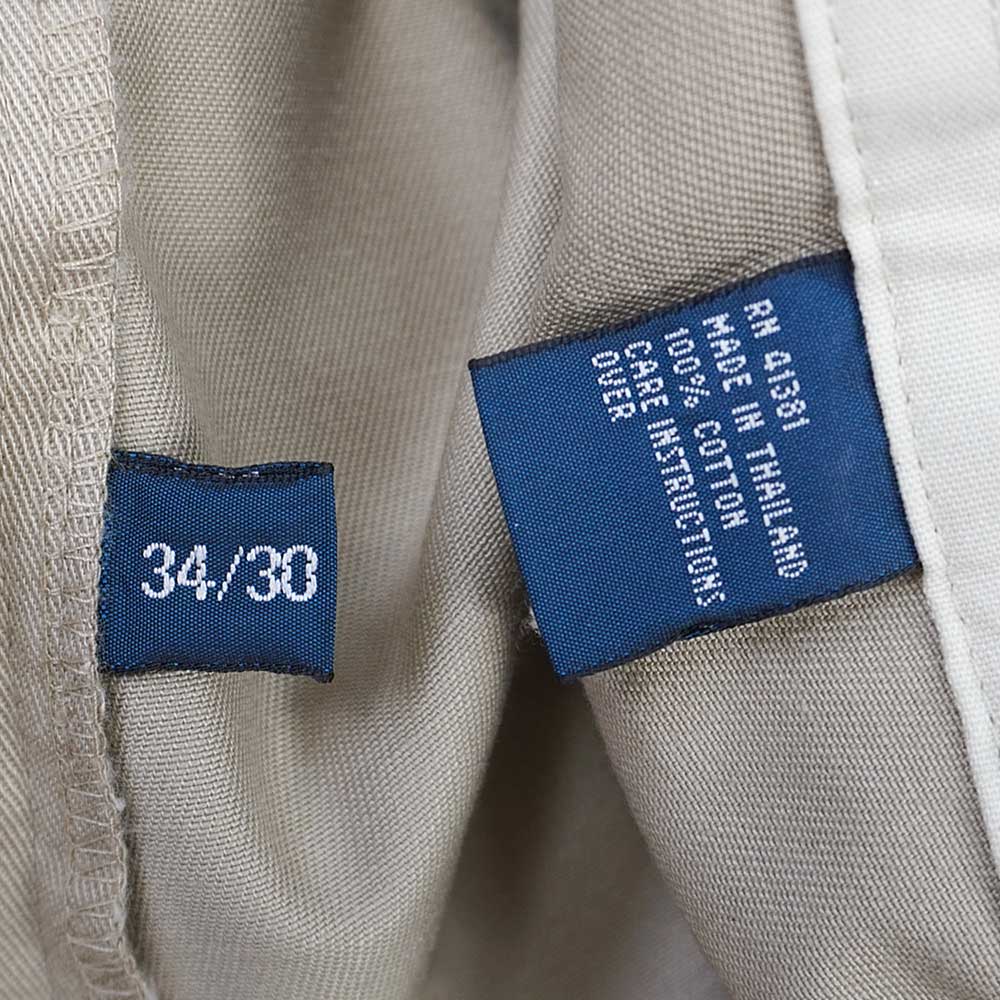 34/30
RN 41381
MADE IN THAILAND
100% COTTON
CARE INSTRUCTIONS
OVER